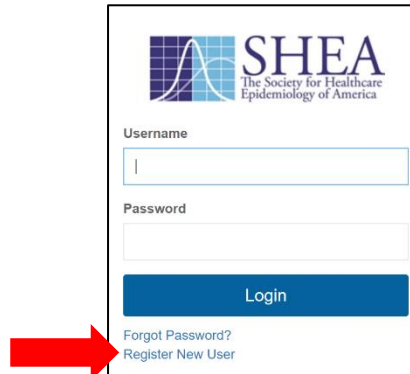 SHEA
The Society for Healthcare
Epidemiology of America
Username
Password
Login
Forgot Password?
Register New User